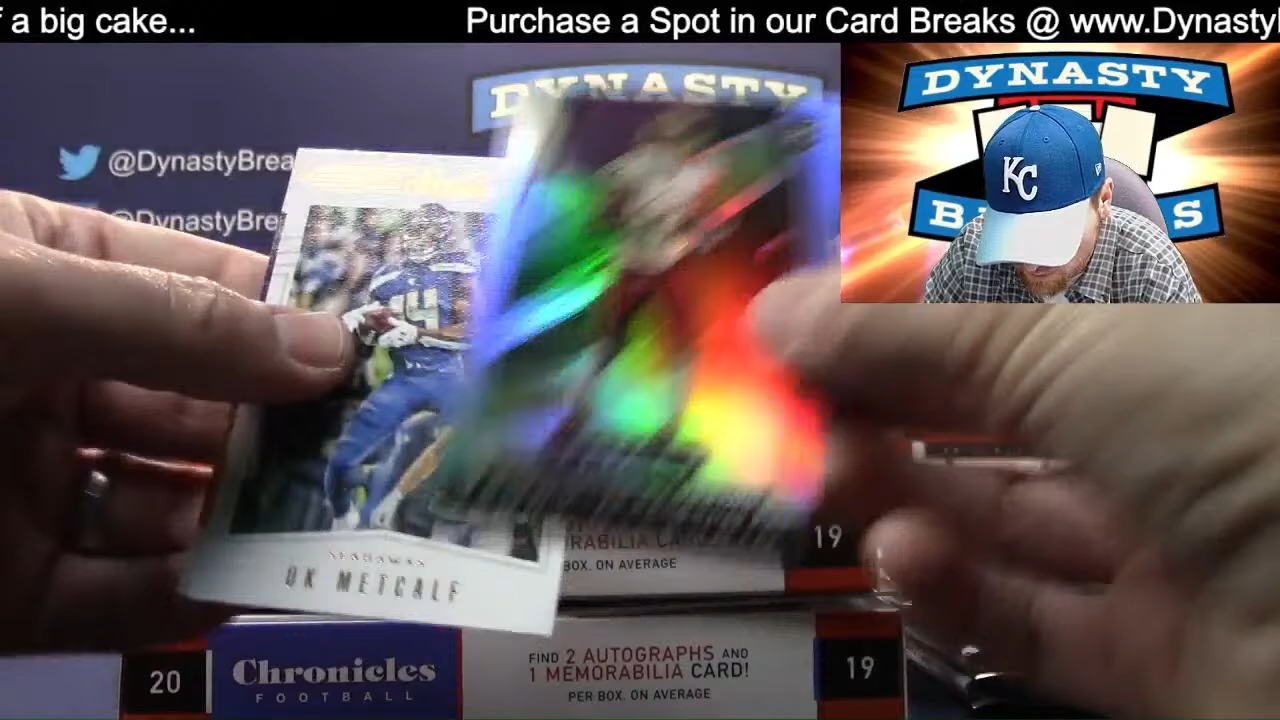 f a big cake... Purchase a Spot in our Card Breaks @ www.Dynasty
DYNASTY
DYNASTY
@DynastyBrea
KC
@DynastyBre
B S
14
SEAHAWKS
DK METCALF
RABILIA CA
BOX. ON AVERAGE
19
20
Chronicles
FOOTBALL
FIND 2 AUTOGRAPHS AND
1 MEMORABILIA CARD!
PER BOX. ON AVERAGE
19